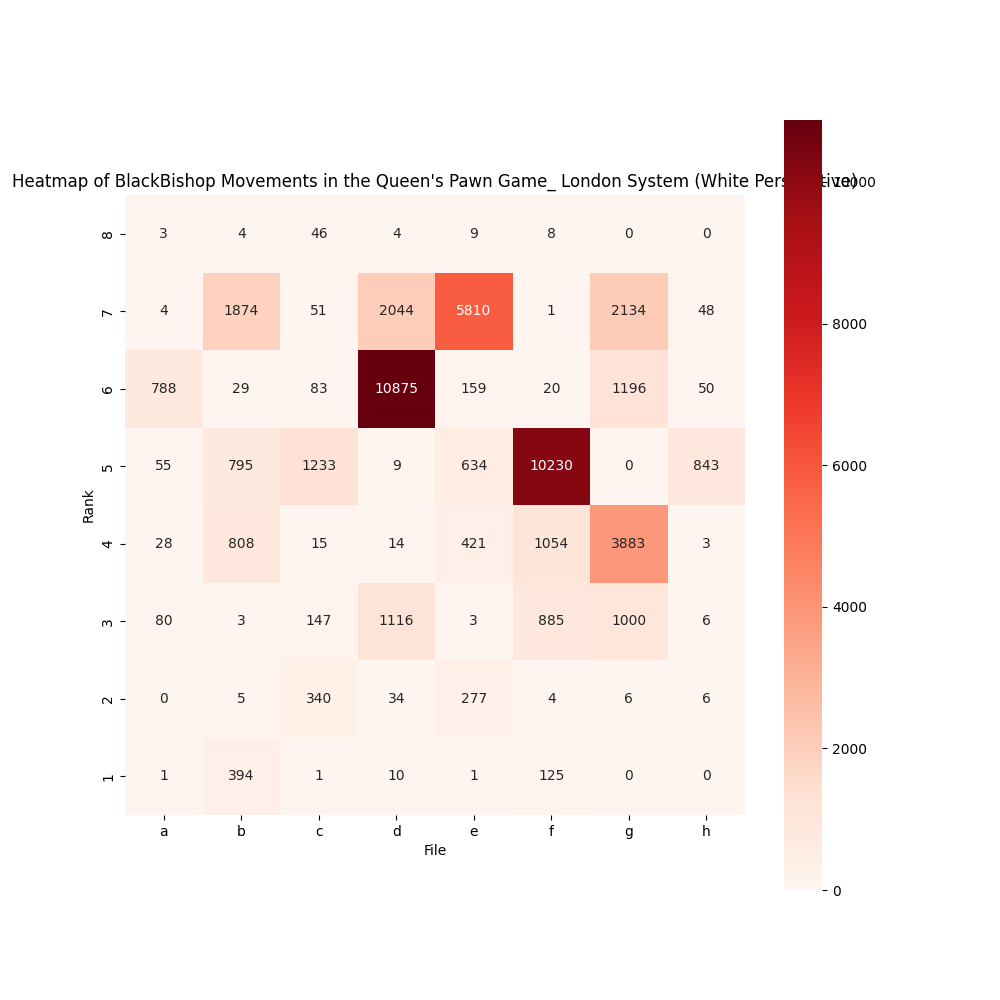 Heatmap of BlackBishop Movements in the Queen's Pawn Game_ London System (White Perspective)
10000
8 3 4 46 4 9 8 0 0
7 4 1874 51 2044 5810 1 2134 48
8000
6 788 29 83 10875 159 20 1196 50
6000
5 55 795 1233 9 634 10230 0 843
Rank
4 28 808 15 14 421 1054 3883 3
4000
3 80 3 147 1116 3 885 1000 6
2 0 5 340 34 277 4 6 6
2000
1 1 394 1 10 1 125 0 0
a b c d e f g h
File
0